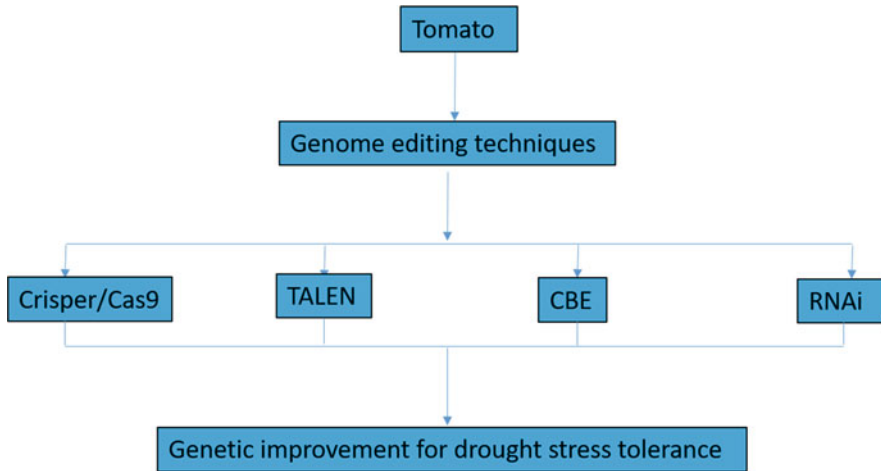 Tomato
Genome editing techniques
Crisper/Cas9
TALEN
CBE
RNAi
Genetic improvement for drought stress tolerance